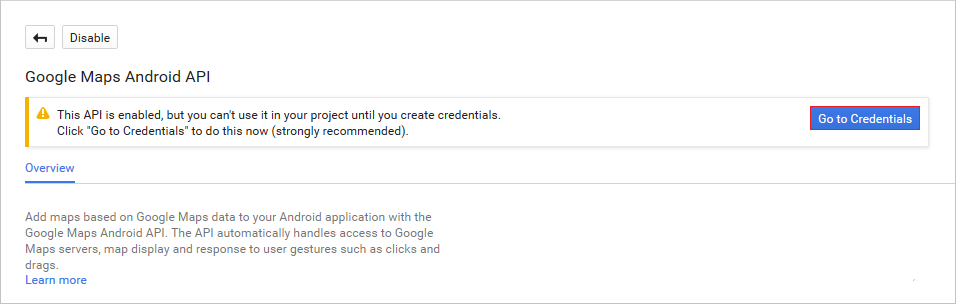 Disable
Google Maps Android API
This API is enabled, but you can't use it in your project until you create credentials.
Click "Go to Credentials" to do this now (strongly recommended).
Go to Credentials
Overview
Add maps based on Google Maps data to your Android application with the
Google Maps Android API. The API automatically handles access to Google
Maps servers, map display and response to user gestures such as clicks and
drags.
Learn more